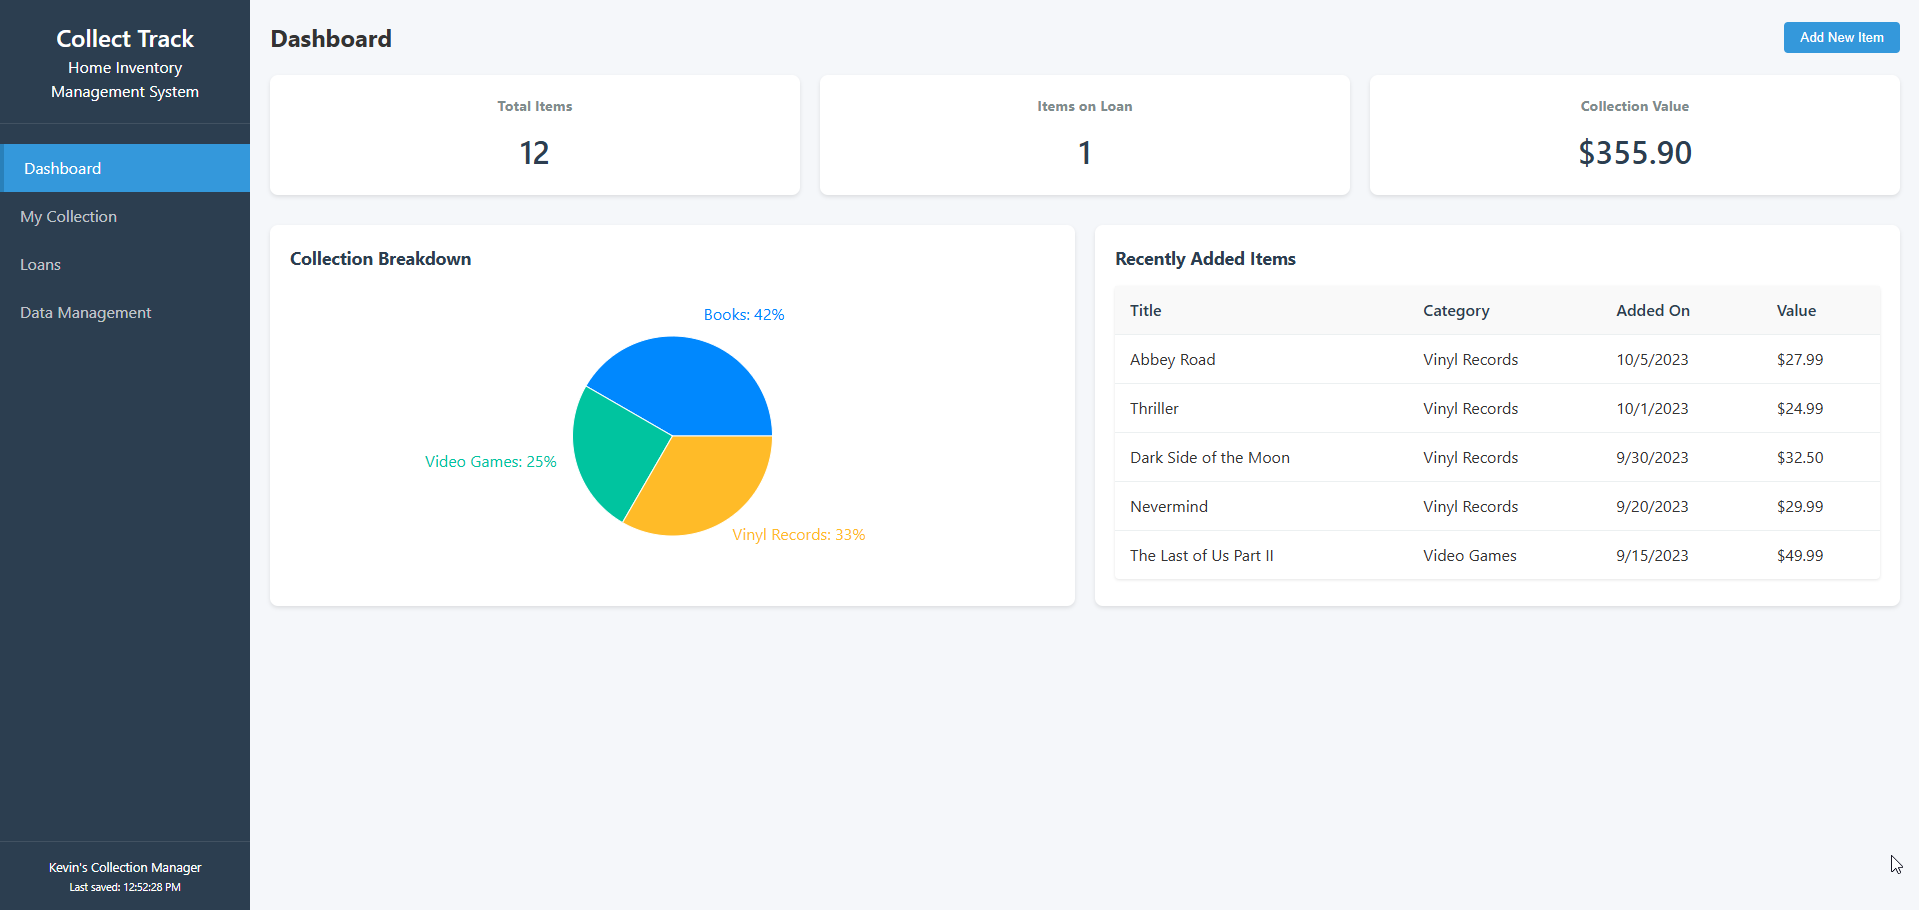 Collect Track
Home Inventory
Management System
Dashboard
My Collection
Loans
Data Management
Kevin's Collection Manager
Last saved: 12:52:28 PM
Dashboard
Add New Item
Total Items
12
Items on Loan
1
Collection Value
$355.90
Collection Breakdown
Books: 42%
Video Games: 25%
Vinyl Records: 33%
Recently Added Items
Title Category Added On Value
Abbey Road Vinyl Records 10/5/2023 $27.99
Thriller Vinyl Records 10/1/2023 $24.99
Dark Side of the Moon Vinyl Records 9/30/2023 $32.50
Nevermind Vinyl Records 9/20/2023 $29.99
The Last of Us Part II Video Games 9/15/2023 $49.99